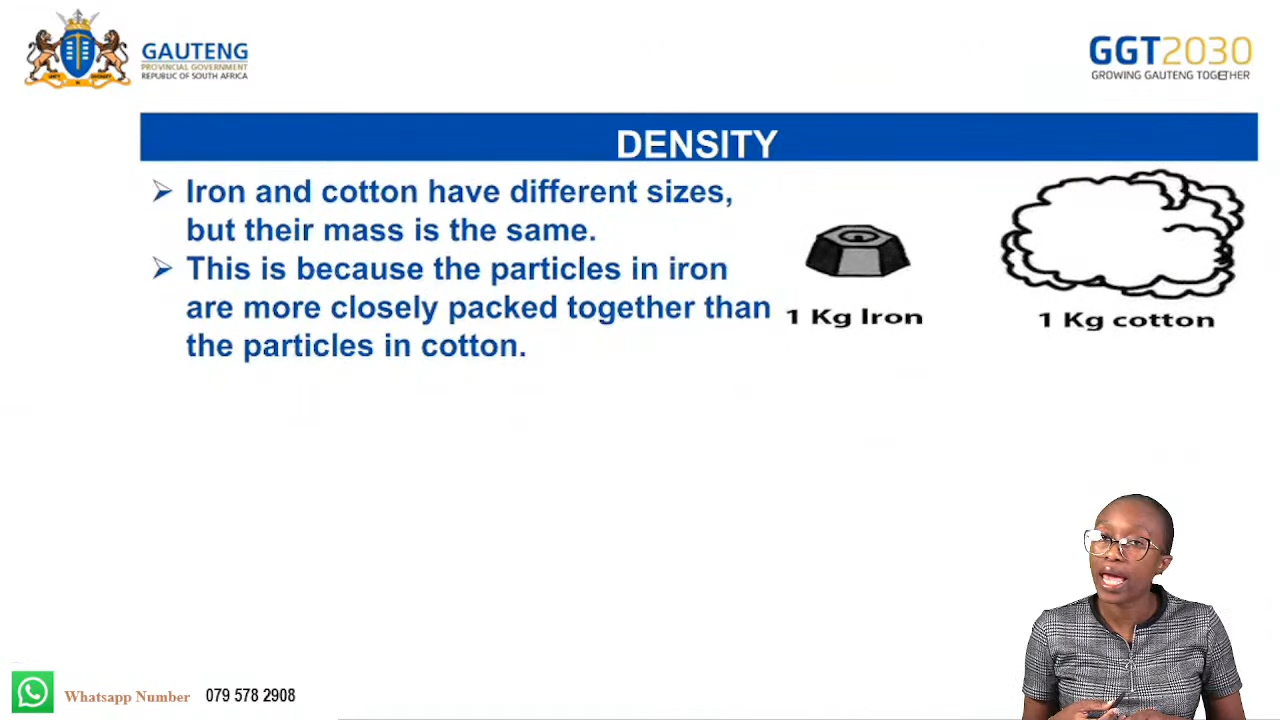 GAUTENG
PROVINCIAL GOVERNMENT
REPUBLIC OF SOUTH AFRICA
GGT2030
GROWING GAUTENG TOGETHER
DENSITY
➢ Iron and cotton have different sizes,
but their mass is the same.
➢ This is because the particles in iron
are more closely packed together than
the particles in cotton.
1 Kg Iron
1 Kg cotton
Whatsapp Number 079 578 2908